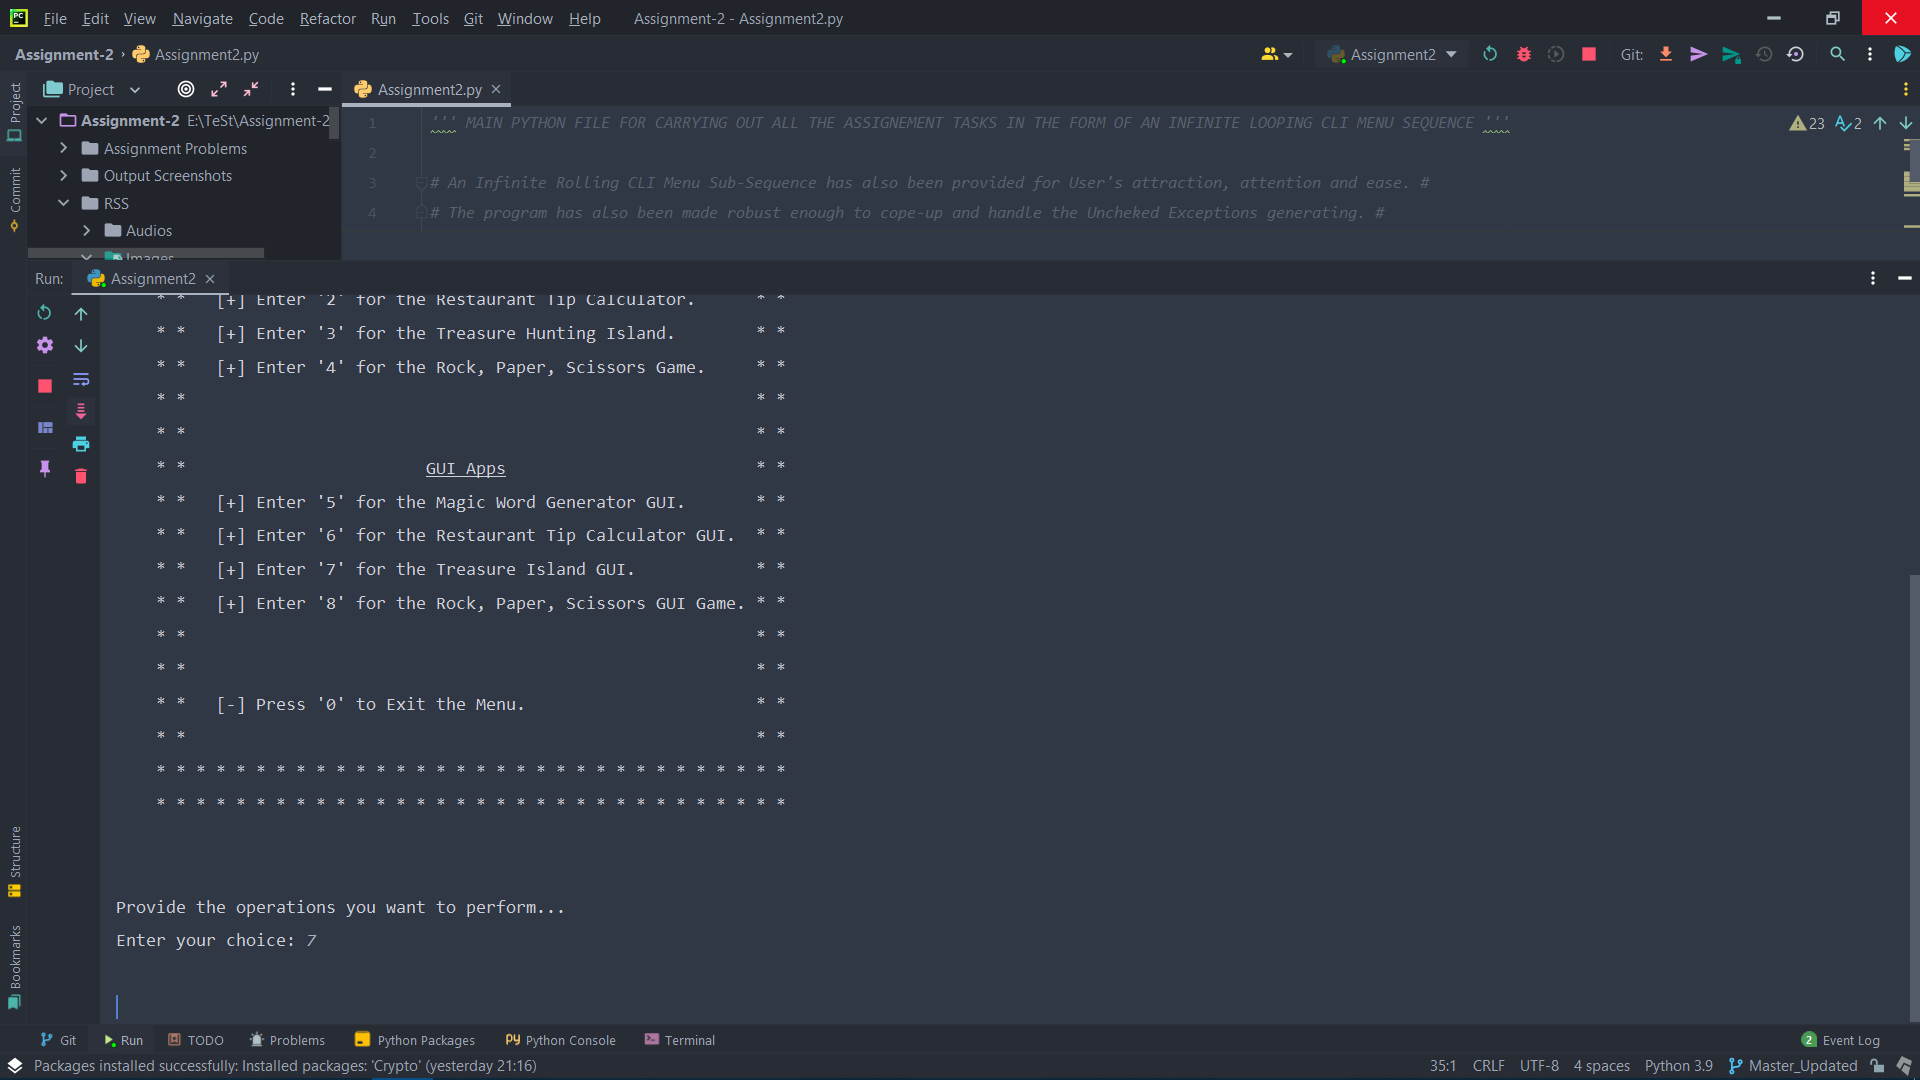 PC File Edit View Navigate Code Refactor Run Tools Git Window Help Assignment-2 - Assignment2.py
Assignment-2 › Assignment2.py Assignment2 Git:
Project Assignment2.py ×
Assignment-2 E:\TeSt\Assignment-2
Assignment Problems
Output Screenshots
RSS
Audios
Images
1 ''' MAIN PYTHON FILE FOR CARRYING OUT ALL THE ASSIGNEMENT TASKS IN THE FORM OF AN INFINITE LOOPING CLI MENU SEQUENCE ''' 23 2
2
3 # An Infinite Rolling CLI Menu Sub-Sequence has also been provided for User's attraction, attention and ease. #
4 # The program has also been made robust enough to cope-up and handle the Uncheked Exceptions generating. #
Project
Commit
Structure
Bookmarks
Run: Assignment2 ×
* * [+] Enter '2' for the Restaurant Tip Calculator. * *
* * [+] Enter '3' for the Treasure Hunting Island. * *
* * [+] Enter '4' for the Rock, Paper, Scissors Game. * *
* * * *
* * * *
* * GUI Apps * *
* * [+] Enter '5' for the Magic Word Generator GUI. * *
* * [+] Enter '6' for the Restaurant Tip Calculator GUI. * *
* * [+] Enter '7' for the Treasure Island GUI. * *
* * [+] Enter '8' for the Rock, Paper, Scissors GUI Game. * *
* * * *
* * * *
* * [-] Press '0' to Exit the Menu. * *
* * * *
* * * * * * * * * * * * * * * * * * * * * * * * * * * * * * * *
* * * * * * * * * * * * * * * * * * * * * * * * * * * * * * * *
Provide the operations you want to perform...
Enter your choice: 7
Git Run TODO Problems Python Packages Python Console Terminal 2 Event Log
Packages installed successfully: Installed packages: 'Crypto' (yesterday 21:16) 35:1 CRLF UTF-8 4 spaces Python 3.9 Master_Updated